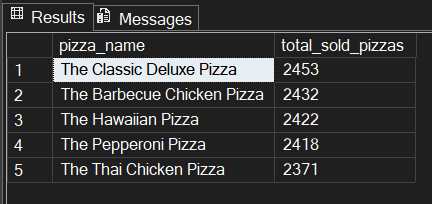 Results Messages
pizza_name total_sold_pizzas
1 The Classic Deluxe Pizza 2453
2 The Barbecue Chicken Pizza 2432
3 The Hawaiian Pizza 2422
4 The Pepperoni Pizza 2418
5 The Thai Chicken Pizza 2371